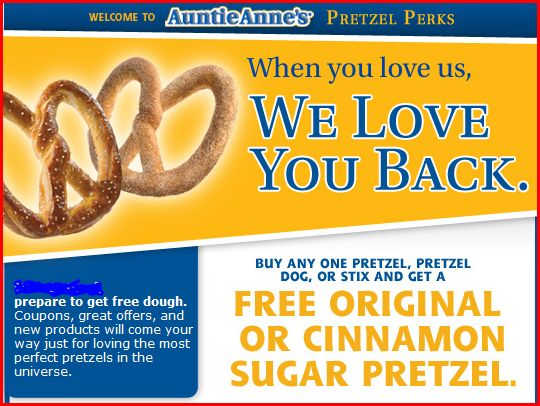 WELCOME TO AuntieAnne's PRETZEL PERKS
When you love us,
WE LOVE
YOU BACK.
prepare to get free dough.
Coupons, great offers, and
new products will come your
way just for loving the most
perfect pretzels in the
universe.
BUY ANY ONE PRETZEL, PRETZEL
DOG, OR STIX AND GET A
FREE ORIGINAL
OR CINNAMON
SUGAR PRETZEL.